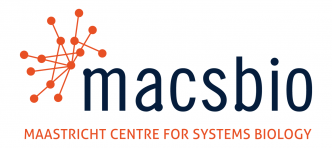 macsbio
MAASTRICHT CENTRE FOR SYSTEMS BIOLOGY